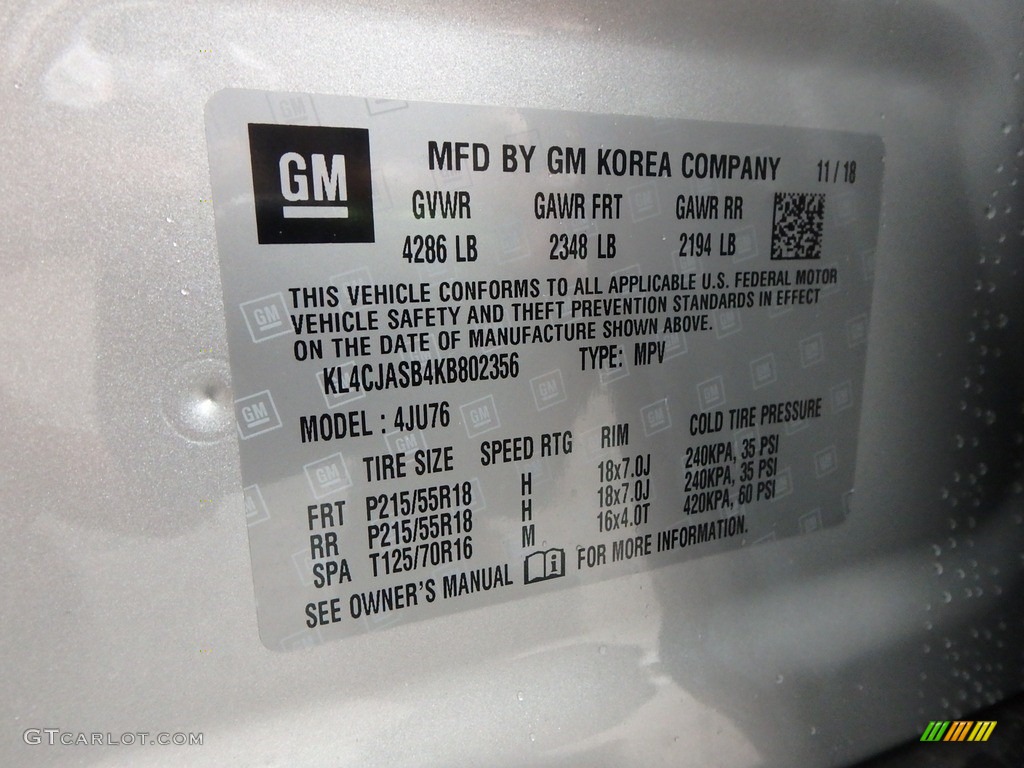 GM
MFD BY GM KOREA COMPANY 11 / 18
GVWR GAWR FRT GAWR RR
4286 LB 2348 LB 2194 LB
THIS VEHICLE CONFORMS TO ALL APPLICABLE U.S. FEDERAL MOTOR
VEHICLE SAFETY AND THEFT PREVENTION STANDARDS IN EFFECT
ON THE DATE OF MANUFACTURE SHOWN ABOVE.
KL4CJASB4KB802356 TYPE: MPV
MODEL : 4JU76
TIRE SIZE SPEED RTG RIM COLD TIRE PRESSURE
FRT P215/55R18 H 18x7.0J 240KPA, 35 PSI
RR P215/55R18 H 18x7.0J 240KPA, 35 PSI
SPA T125/70R16 M 16x4.0T 420KPA, 60 PSI
SEE OWNER'S MANUAL i FOR MORE INFORMATION.
GTCARLOT.COM